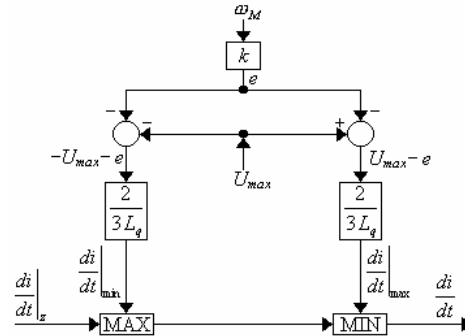 ω_M
k
e
− − + −
−U_max − e
U_max
U_max − e
2/(3L_q)
2/(3L_q)
di/dt|_z
di/dt|_min
di/dt|_max
di/dt
MAX
MIN